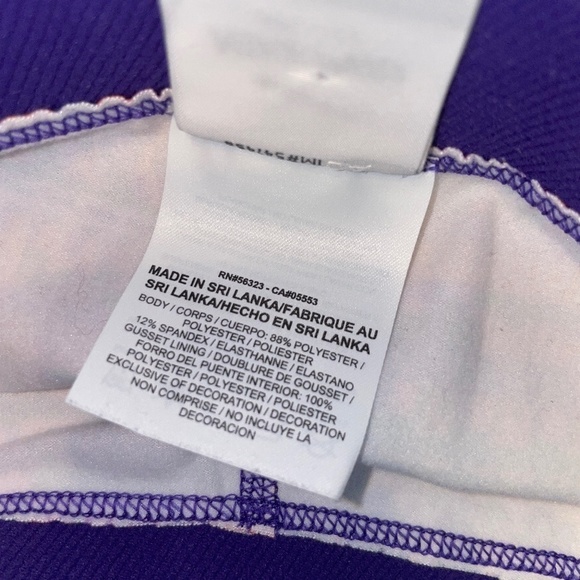 RN#56323 - CA#05553
MADE IN SRI LANKA/FABRIQUE AU
SRI LANKA/HECHO EN SRI LANKA
BODY / CORPS / CUERPO: 88% POLYESTER /
POLYESTER / POLIESTER
12% SPANDEX / ELASTHANNE / ELASTANO
GUSSET LINING / DOUBLURE DE GOUSSET /
FORRO DEL PUENTE INTERIOR: 100%
POLYESTER / POLYESTER / POLIESTER
EXCLUSIVE OF DECORATION / DECORATION
NON COMPRISE / NO INCLUYE LA
DECORACION